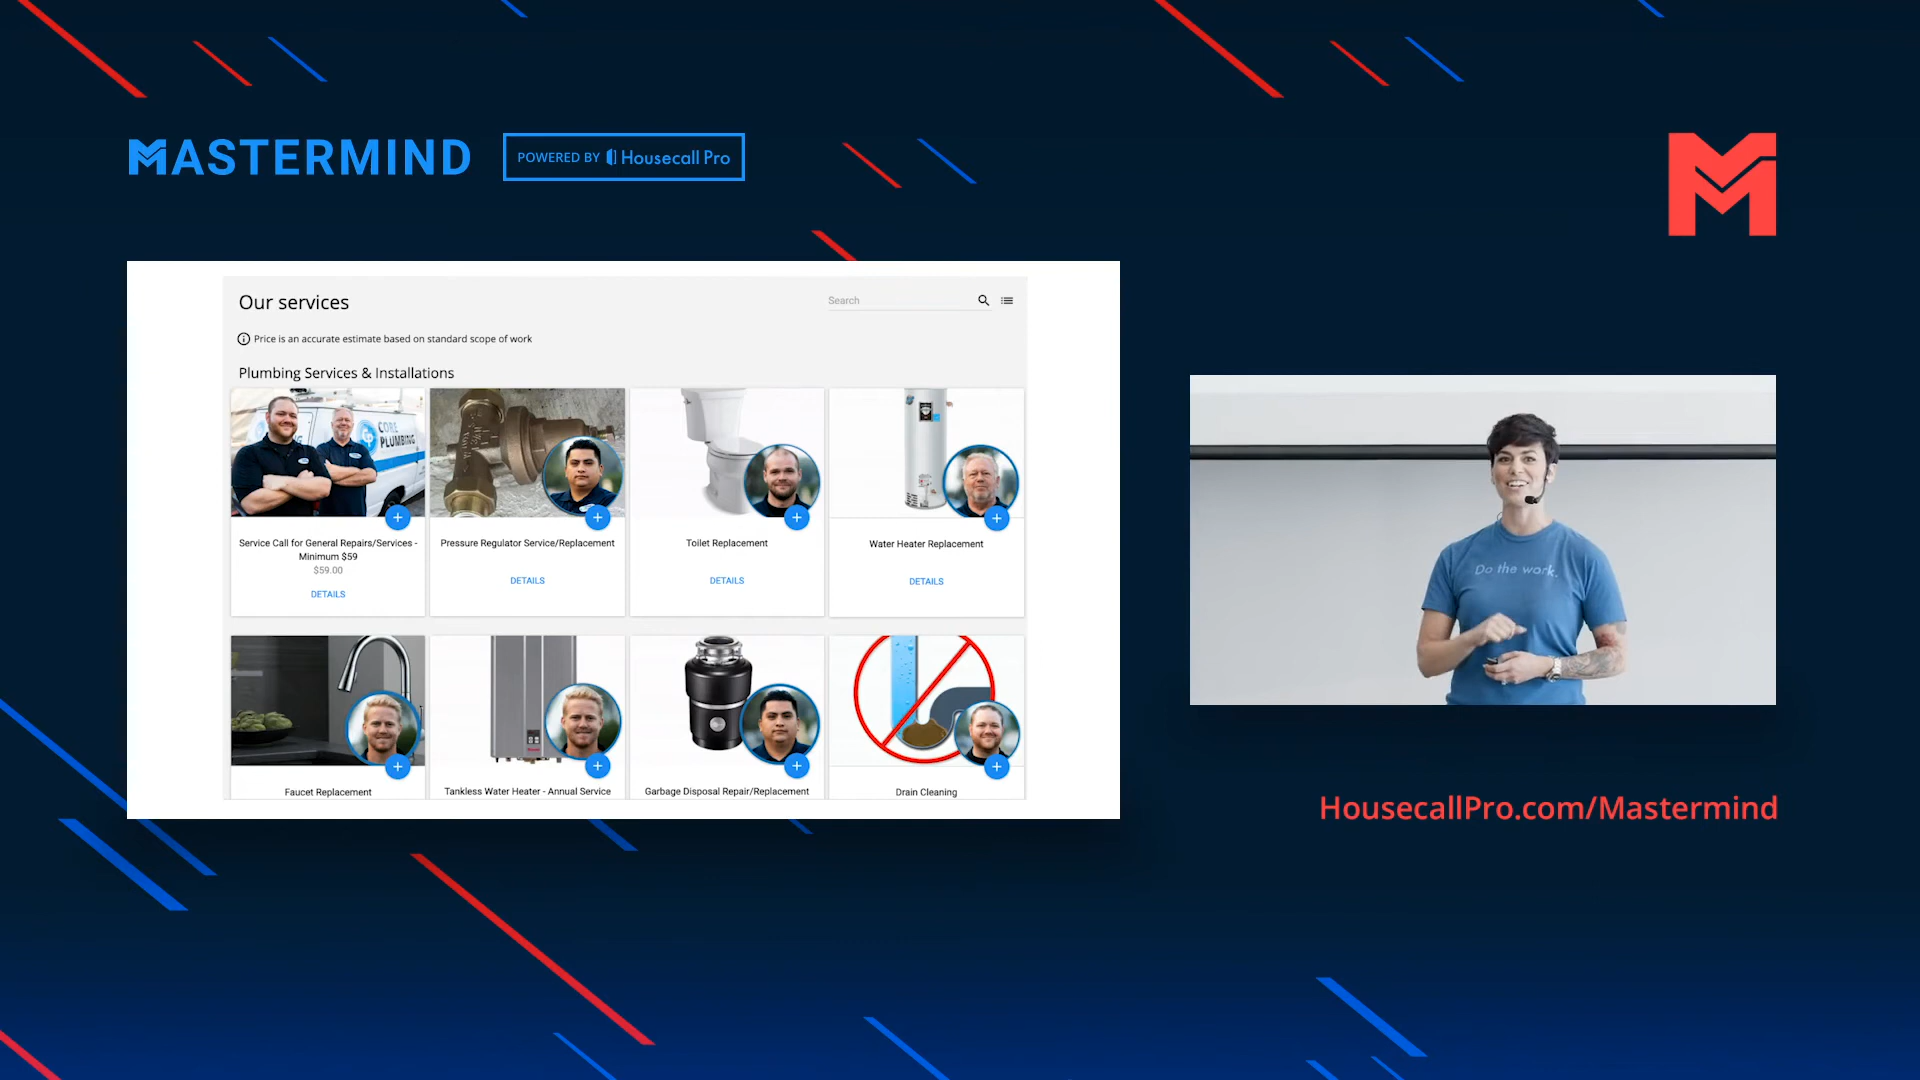 MASTERMIND
POWERED BY Housecall Pro
Our services
Search
Price is an accurate estimate based on standard scope of work
Plumbing Services & Installations
CORE
PLUMBING
Service Call for General Repairs/Services -
Minimum $59
$59.00
DETAILS
Pressure Regulator Service/Replacement
DETAILS
Toilet Replacement
DETAILS
Water Heater Replacement
DETAILS
Faucet Replacement
Tankless Water Heater - Annual Service
Garbage Disposal Repair/Replacement
Drain Cleaning
Do the work.
HousecallPro.com/Mastermind